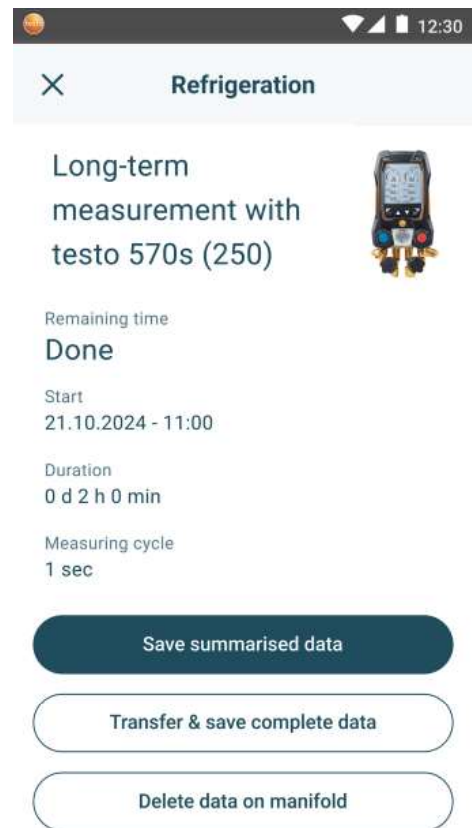 12:30
Refrigeration
Long-term
measurement with
testo 570s (250)
Remaining time
Done
Start
21.10.2024 - 11:00
Duration
0 d 2 h 0 min
Measuring cycle
1 sec
Save summarised data
Transfer & save complete data
Delete data on manifold